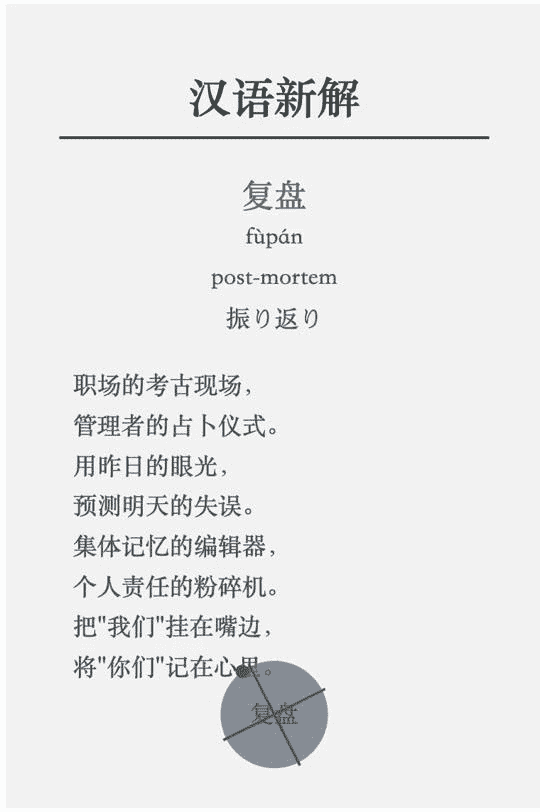 汉语新解
复盘
fùpán
post-mortem
振り返り
职场的考古现场，
管理者的占卜仪式。
用昨日的眼光，
预测明天的失误。
集体记忆的编辑器，
个人责任的粉碎机。
把"我们"挂在嘴边，
将"你们"记在心里。
复盘